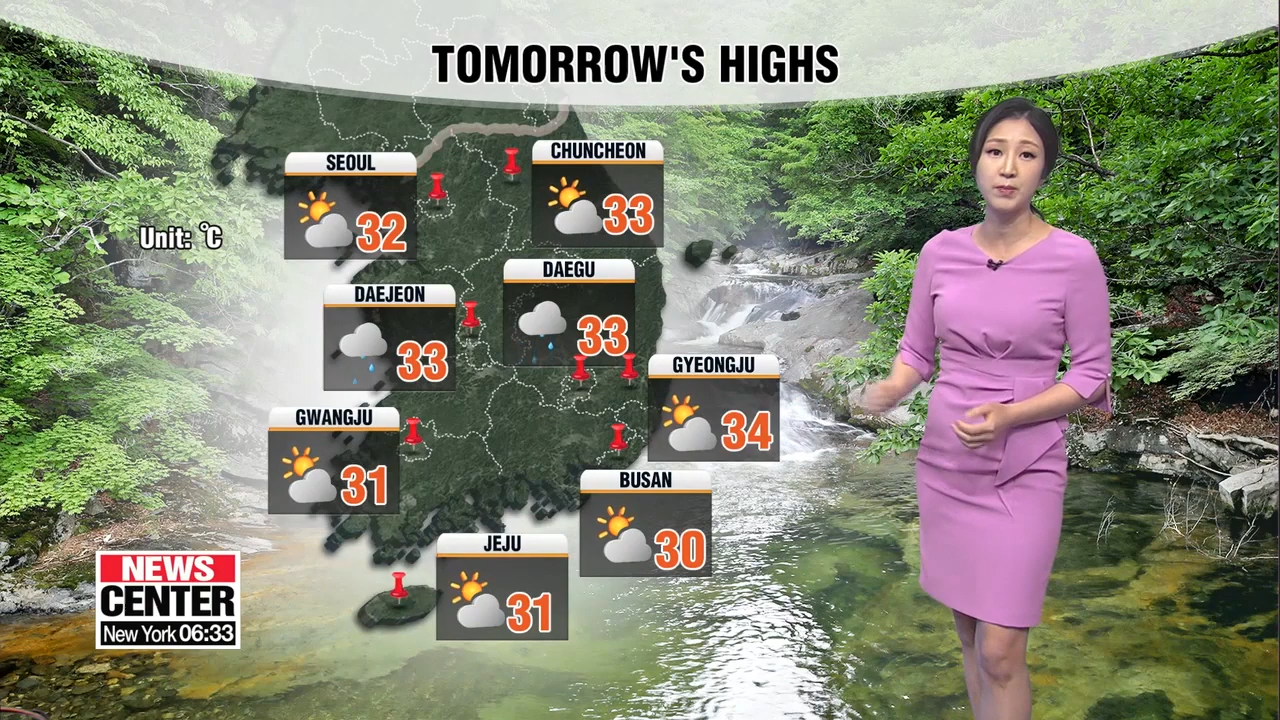 TOMORROW'S HIGHS
Unit: ℃
SEOUL
32
CHUNCHEON
33
DAEJEON
33
DAEGU
33
GYEONGJU
34
GWANGJU
31
BUSAN
30
JEJU
31
NEWS
CENTER
New York 06:33